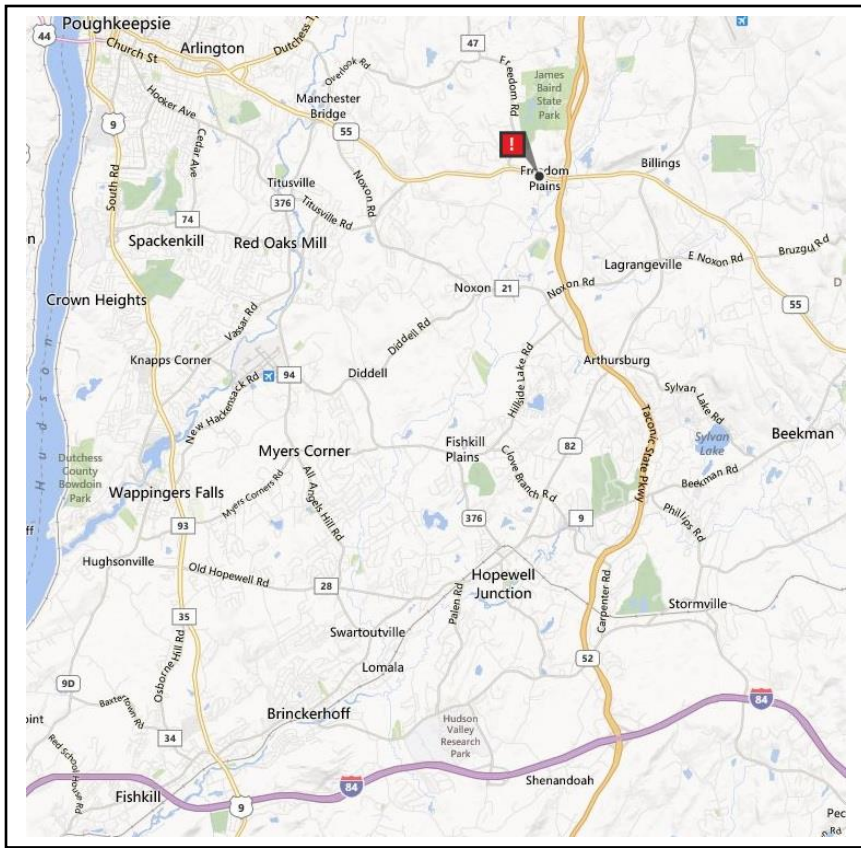 44
Poughkeepsie
Church St
Arlington
Dutchess T
47
Overlook Rd
Freedom Rd
James
Baird
State
Park
Hooker Ave
Manchester
Bridge
55
9
Cedar Ave
!
Freedom
Plains
Billings
South Rd
Titusville
376
Titusville Rd
Noxon Rd
74
Spackenkill
Red Oaks Mill
Lagrangeville
E Noxon Rd
Bruzgul Rd
Crown Heights
Noxon
21
Noxon Rd
55
D
Vassar Rd
Diddell Rd
Hillside Lake Rd
Knapps Corner
94
Diddell
Arthursburg
New Hackensack Rd
Sylvan Lake Rd
Taconic State Pkwy
Sylvan
Lake
Beekman
Hudson
Dutchess
County
Bowdoin
Park
Myers Corner
Fishkill
Plains
82
Clove Branch Rd
Beekman Rd
Wappingers Falls
Myers Corners Rd
All Angels Hill Rd
93
376
9
Phillips Rd
ff
Hughsonville
Old Hopewell Rd
28
Hopewell
Junction
Palen Rd
Carpenter Rd
Stormville
35
Swartoutville
Osborne Hill Rd
Lomala
52
9D
Baxtertown Rd
oint
34
Brinckerhoff
Hudson
Valley
Research
Park
84
Red School House Rd
Fishkill
9
84
Shenandoah
Pec